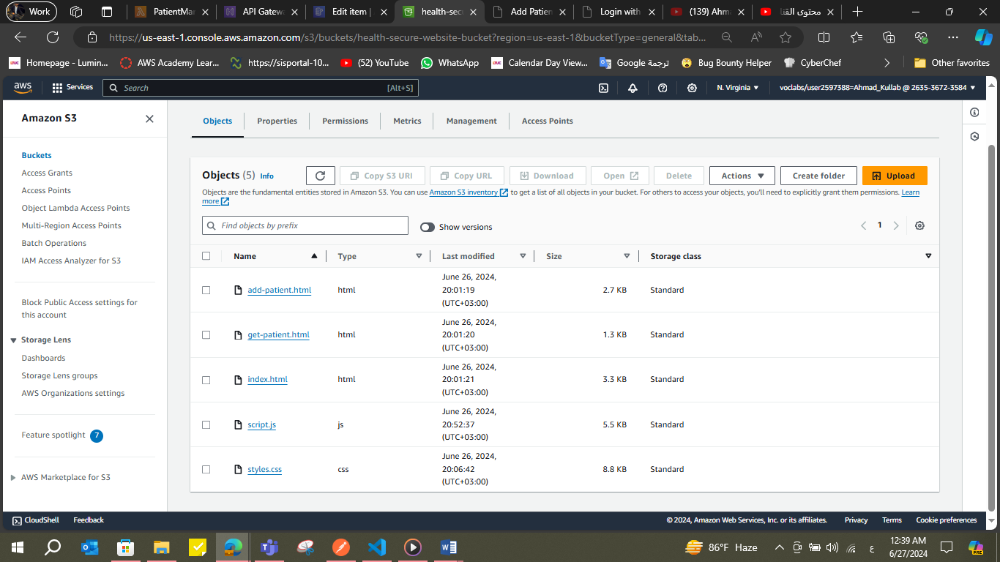 Work
PatientMar
API Gatewa
Edit item |
health-sec
Add Patien
Login with
(139) Ahma
محتوى القنا
https://us-east-1.console.aws.amazon.com/s3/buckets/health-secure-website-bucket?region=us-east-1&bucketType=general&tab...
Homepage - Lumin...
AWS Academy Lear...
https://sisportal-10...
(52) YouTube
WhatsApp
Calendar Day View...
ترجمة Google
Bug Bounty Helper
CyberChef
Other favorites
aws
Services
Search
[Alt+S]
N. Virginia
voclabs/user2597388=Ahmad_Kullab @ 2635-3672-3584
Amazon S3
Buckets
Access Grants
Access Points
Object Lambda Access Points
Multi-Region Access Points
Batch Operations
IAM Access Analyzer for S3
Block Public Access settings for
this account
Storage Lens
Dashboards
Storage Lens groups
AWS Organizations settings
Feature spotlight 7
AWS Marketplace for S3
Objects
Properties
Permissions
Metrics
Management
Access Points
Objects (5) Info
Copy S3 URI
Copy URL
Download
Open
Delete
Actions
Create folder
Upload
Objects are the fundamental entities stored in Amazon S3. You can use Amazon S3 inventory to get a list of all objects in your bucket. For others to access your objects, you'll need to explicitly grant them permissions. Learn
more
Find objects by prefix
Show versions
1
Name
Type
Last modified
Size
Storage class
add-patient.html
html
June 26, 2024,
20:01:19
(UTC+03:00)
2.7 KB
Standard
get-patient.html
html
June 26, 2024,
20:01:20
(UTC+03:00)
1.3 KB
Standard
index.html
html
June 26, 2024,
20:01:21
(UTC+03:00)
3.3 KB
Standard
script.js
js
June 26, 2024,
20:52:37
(UTC+03:00)
5.5 KB
Standard
styles.css
css
June 26, 2024,
20:06:42
(UTC+03:00)
8.8 KB
Standard
CloudShell
Feedback
© 2024, Amazon Web Services, Inc. or its affiliates.
Privacy
Terms
Cookie preferences
86°F Haze
ع
12:39 AM
6/27/2024
PRE